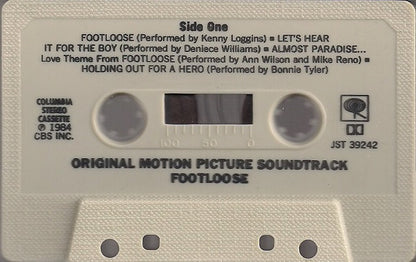 Side One
FOOTLOOSE (Performed by Kenny Loggins) ■ LET'S HEAR
IT FOR THE BOY (Performed by Deniece Williams) ■ ALMOST PARADISE...
Love Theme From FOOTLOOSE (Performed by Ann Wilson and Mike Reno) ■
HOLDING OUT FOR A HERO (Performed by Bonnie Tyler)
COLUMBIA
STEREO
CASSETTE
℗ 1984
CBS INC.
100 50 0
JST 39242
ORIGINAL MOTION PICTURE SOUNDTRACK
FOOTLOOSE